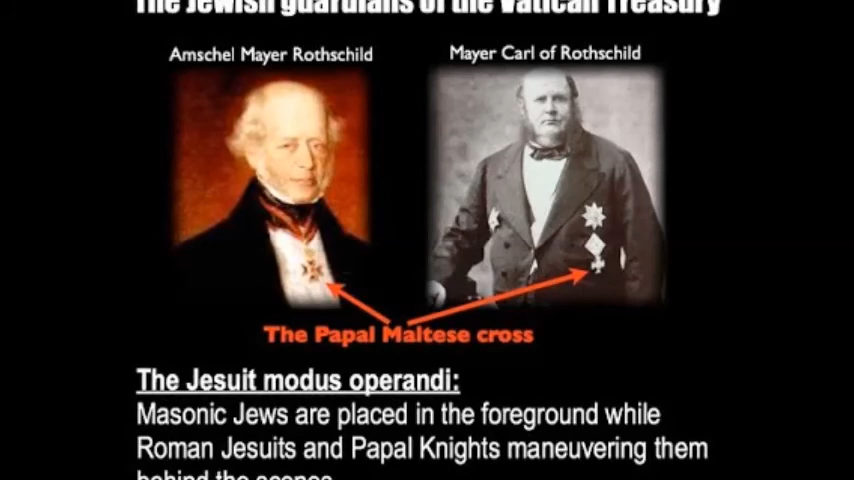 The Jewish guardians of the Vatican Treasury
Amschel Mayer Rothschild
Mayer Carl of Rothschild
The Papal Maltese cross
The Jesuit modus operandi:
Masonic Jews are placed in the foreground while
Roman Jesuits and Papal Knights maneuvering them
behind the scenes